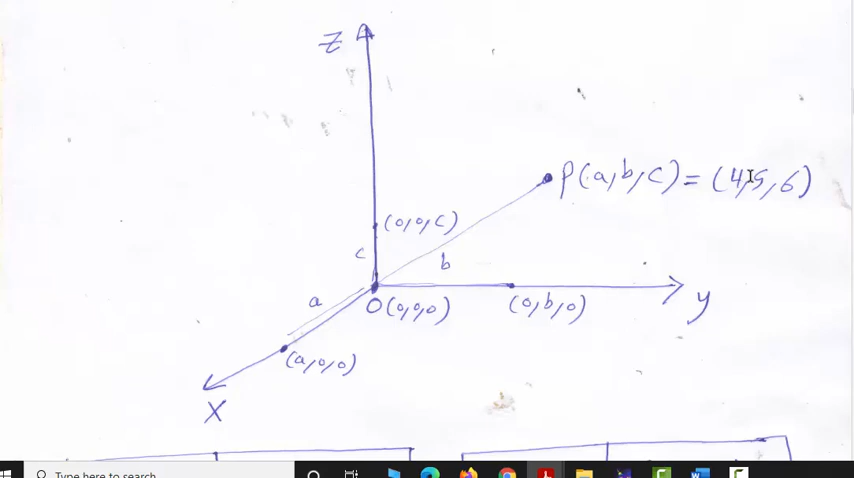 Z
P(a,b,c) = (4,5,6)
(0,0,c)
c
b
a
O(0,0,0)
(0,b,0)
y
(a,0,0)
X
Type here to search